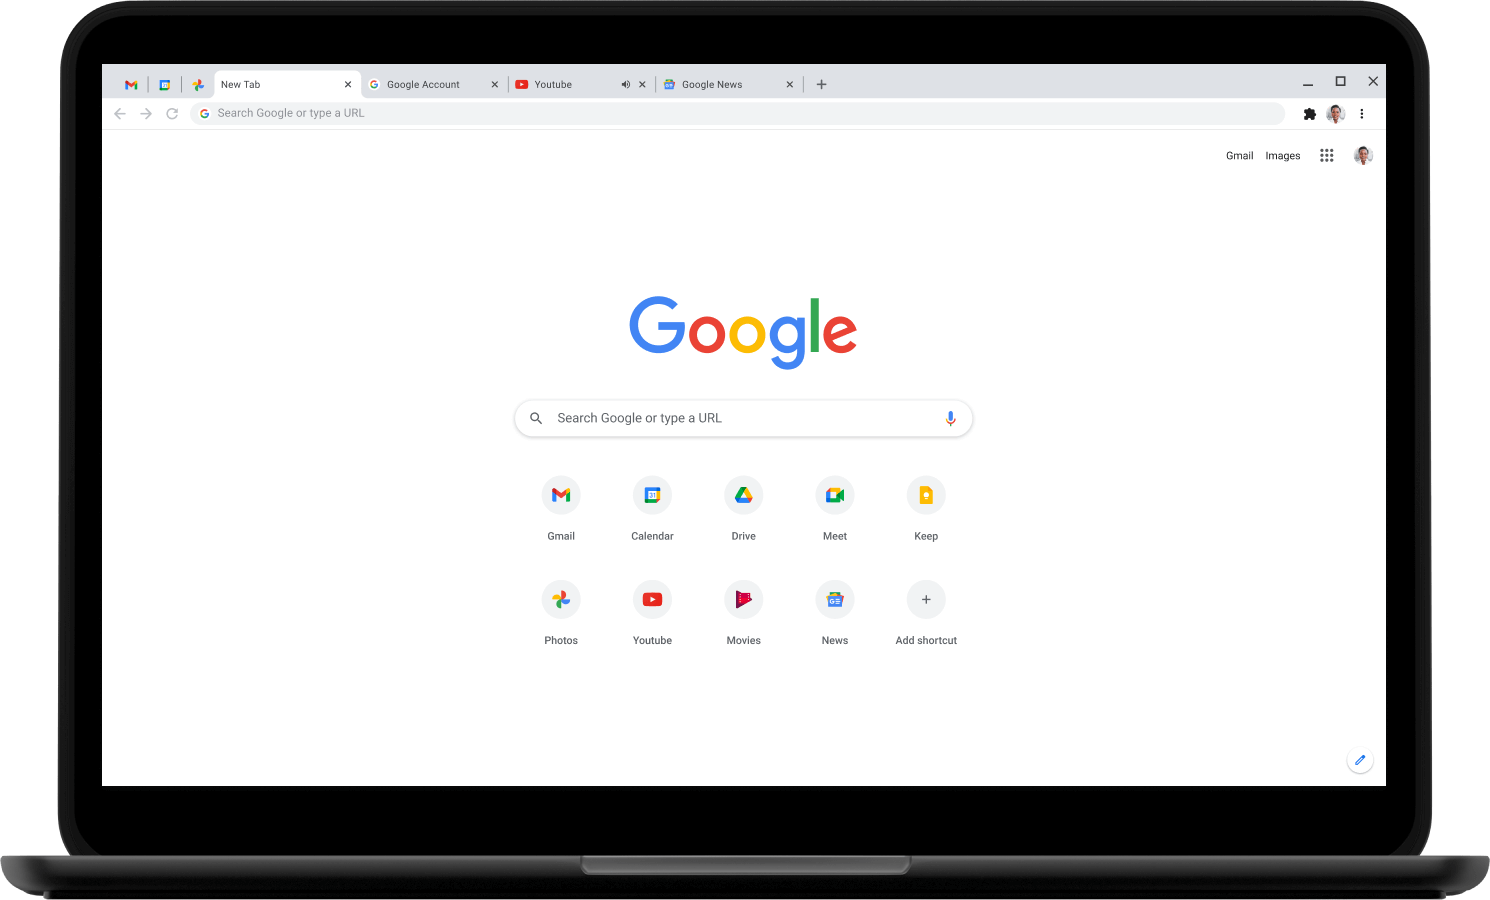 New Tab
Google Account
Youtube
Google News
Search Google or type a URL
Gmail Images
Google
Search Google or type a URL
31
Gmail Calendar Drive Meet Keep
Photos Youtube Movies News Add shortcut